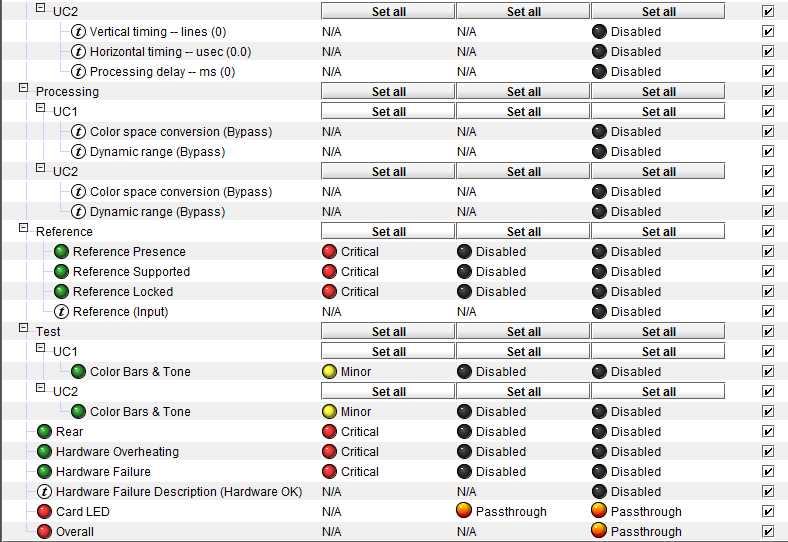 UC2 Set all Set all Set all
t Vertical timing -- lines (0) N/A N/A Disabled
t Horizontal timing -- usec (0.0) N/A N/A Disabled
t Processing delay -- ms (0) N/A N/A Disabled
Processing Set all Set all Set all
UC1 Set all Set all Set all
t Color space conversion (Bypass) N/A N/A Disabled
t Dynamic range (Bypass) N/A N/A Disabled
UC2 Set all Set all Set all
t Color space conversion (Bypass) N/A N/A Disabled
t Dynamic range (Bypass) N/A N/A Disabled
Reference Set all Set all Set all
Reference Presence Critical Disabled Disabled
Reference Supported Critical Disabled Disabled
Reference Locked Critical Disabled Disabled
t Reference (Input) N/A N/A Disabled
Test Set all Set all Set all
UC1 Set all Set all Set all
Color Bars & Tone Minor Disabled Disabled
UC2 Set all Set all Set all
Color Bars & Tone Minor Disabled Disabled
Rear Critical Disabled Disabled
Hardware Overheating Critical Disabled Disabled
Hardware Failure Critical Disabled Disabled
t Hardware Failure Description (Hardware OK) N/A N/A Disabled
Card LED N/A Passthrough Passthrough
Overall N/A N/A Passthrough